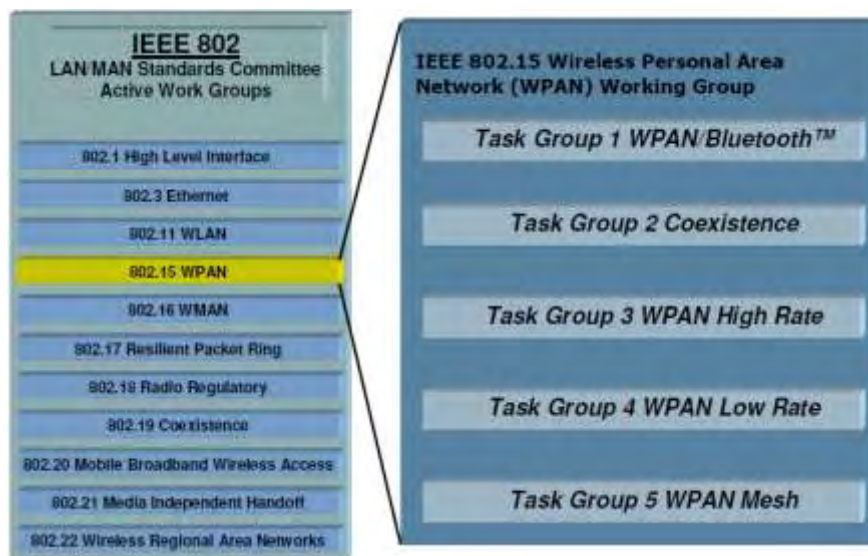 IEEE 802
LAN/MAN Standards Committee
Active Work Groups
802.1 High Level Interface
802.3 Ethernet
802.11 WLAN
802.15 WPAN
802.16 WMAN
802.17 Resilient Packet Ring
802.18 Radio Regulatory
802.19 Coexistence
802.20 Mobile Broadband Wireless Access
802.21 Media Independent Handoff
802.22 Wireless Regional Area Nenworks
IEEE 802.15 Wireless Personal Area
Network (WPAN) Working Group
Task Group 1 WPAN/Bluetooth™
Task Group 2 Coexistence
Task Group 3 WPAN High Rate
Task Group 4 WPAN Low Rate
Task Group 5 WPAN Mesh